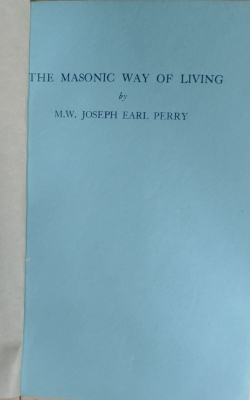 THE MASONIC WAY OF LIVING
by
M.W. JOSEPH EARL PERRY